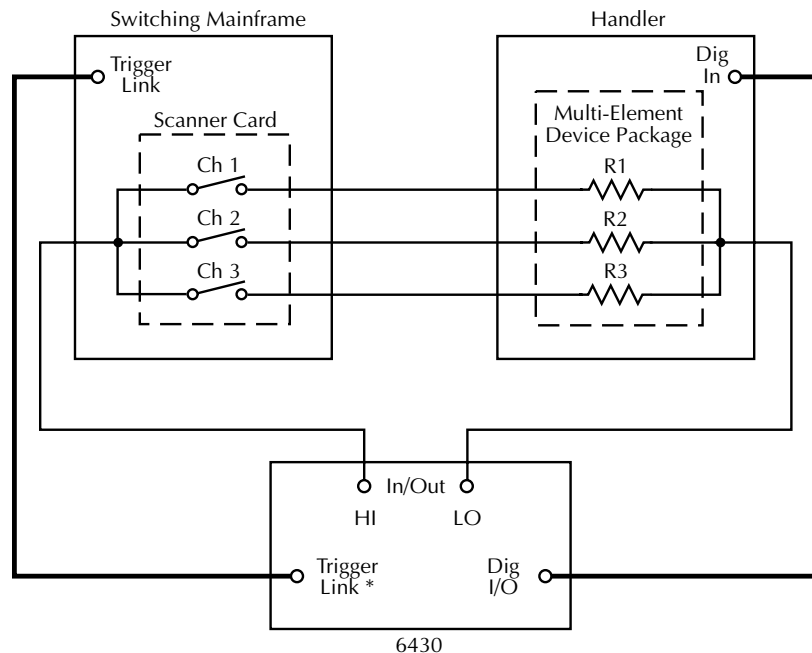 Switching Mainframe
Handler
Trigger
Link
Dig
In
Scanner Card
Multi-Element
Device Package
Ch 1
R1
Ch 2
R2
Ch 3
R3
In/Out
HI
LO
Trigger
Link *
Dig
I/O
6430